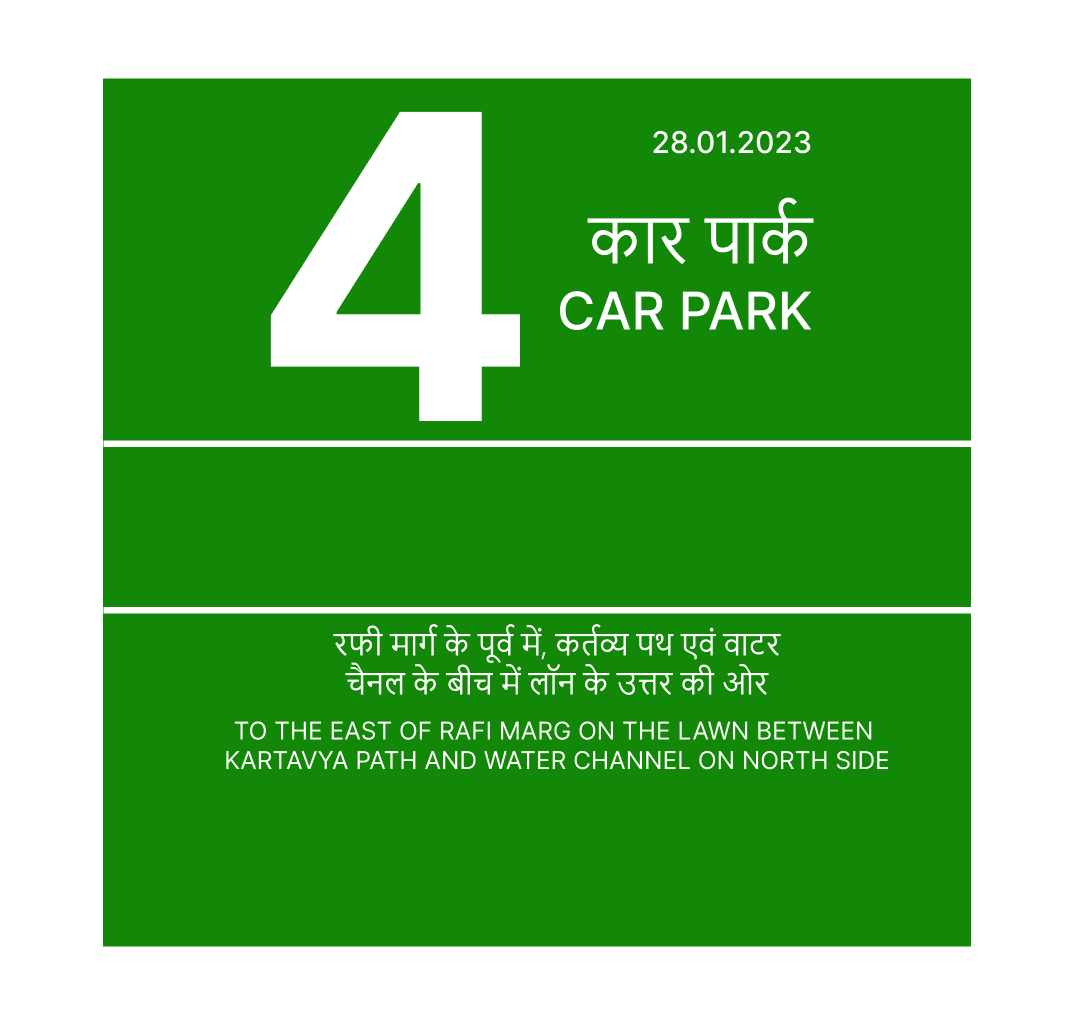 4
28.01.2023
कार पार्क
CAR PARK
रफी मार्ग के पूर्व में, कर्तव्य पथ एवं वाटर
चैनल के बीच में लॉन के उत्तर की ओर
TO THE EAST OF RAFI MARG ON THE LAWN BETWEEN
KARTAVYA PATH AND WATER CHANNEL ON NORTH SIDE